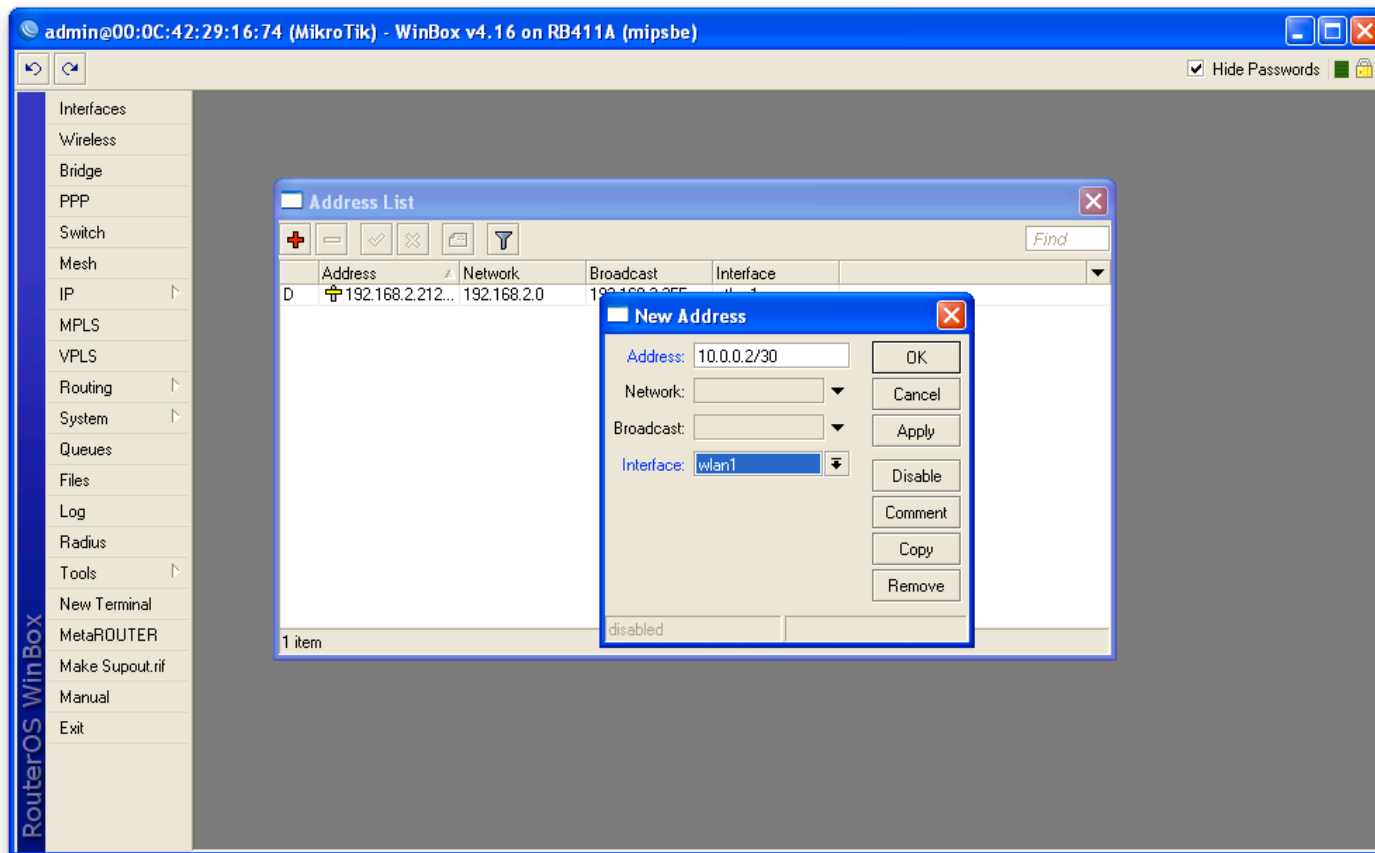 admin@00:0C:42:29:16:74 (MikroTik) - WinBox v4.16 on RB411A (mipsbe)
Hide Passwords
Interfaces
Wireless
Bridge
PPP
Switch
Mesh
IP
MPLS
VPLS
Routing
System
Queues
Files
Log
Radius
Tools
New Terminal
MetaROUTER
Make Supout.rif
Manual
Exit
RouterOS WinBox
Address List
Find
Address Network Broadcast Interface
D 192.168.2.212... 192.168.2.0
1 item
New Address
Address: 10.0.0.2/30
Network:
Broadcast:
Interface: wlan1
OK
Cancel
Apply
Disable
Comment
Copy
Remove
disabled